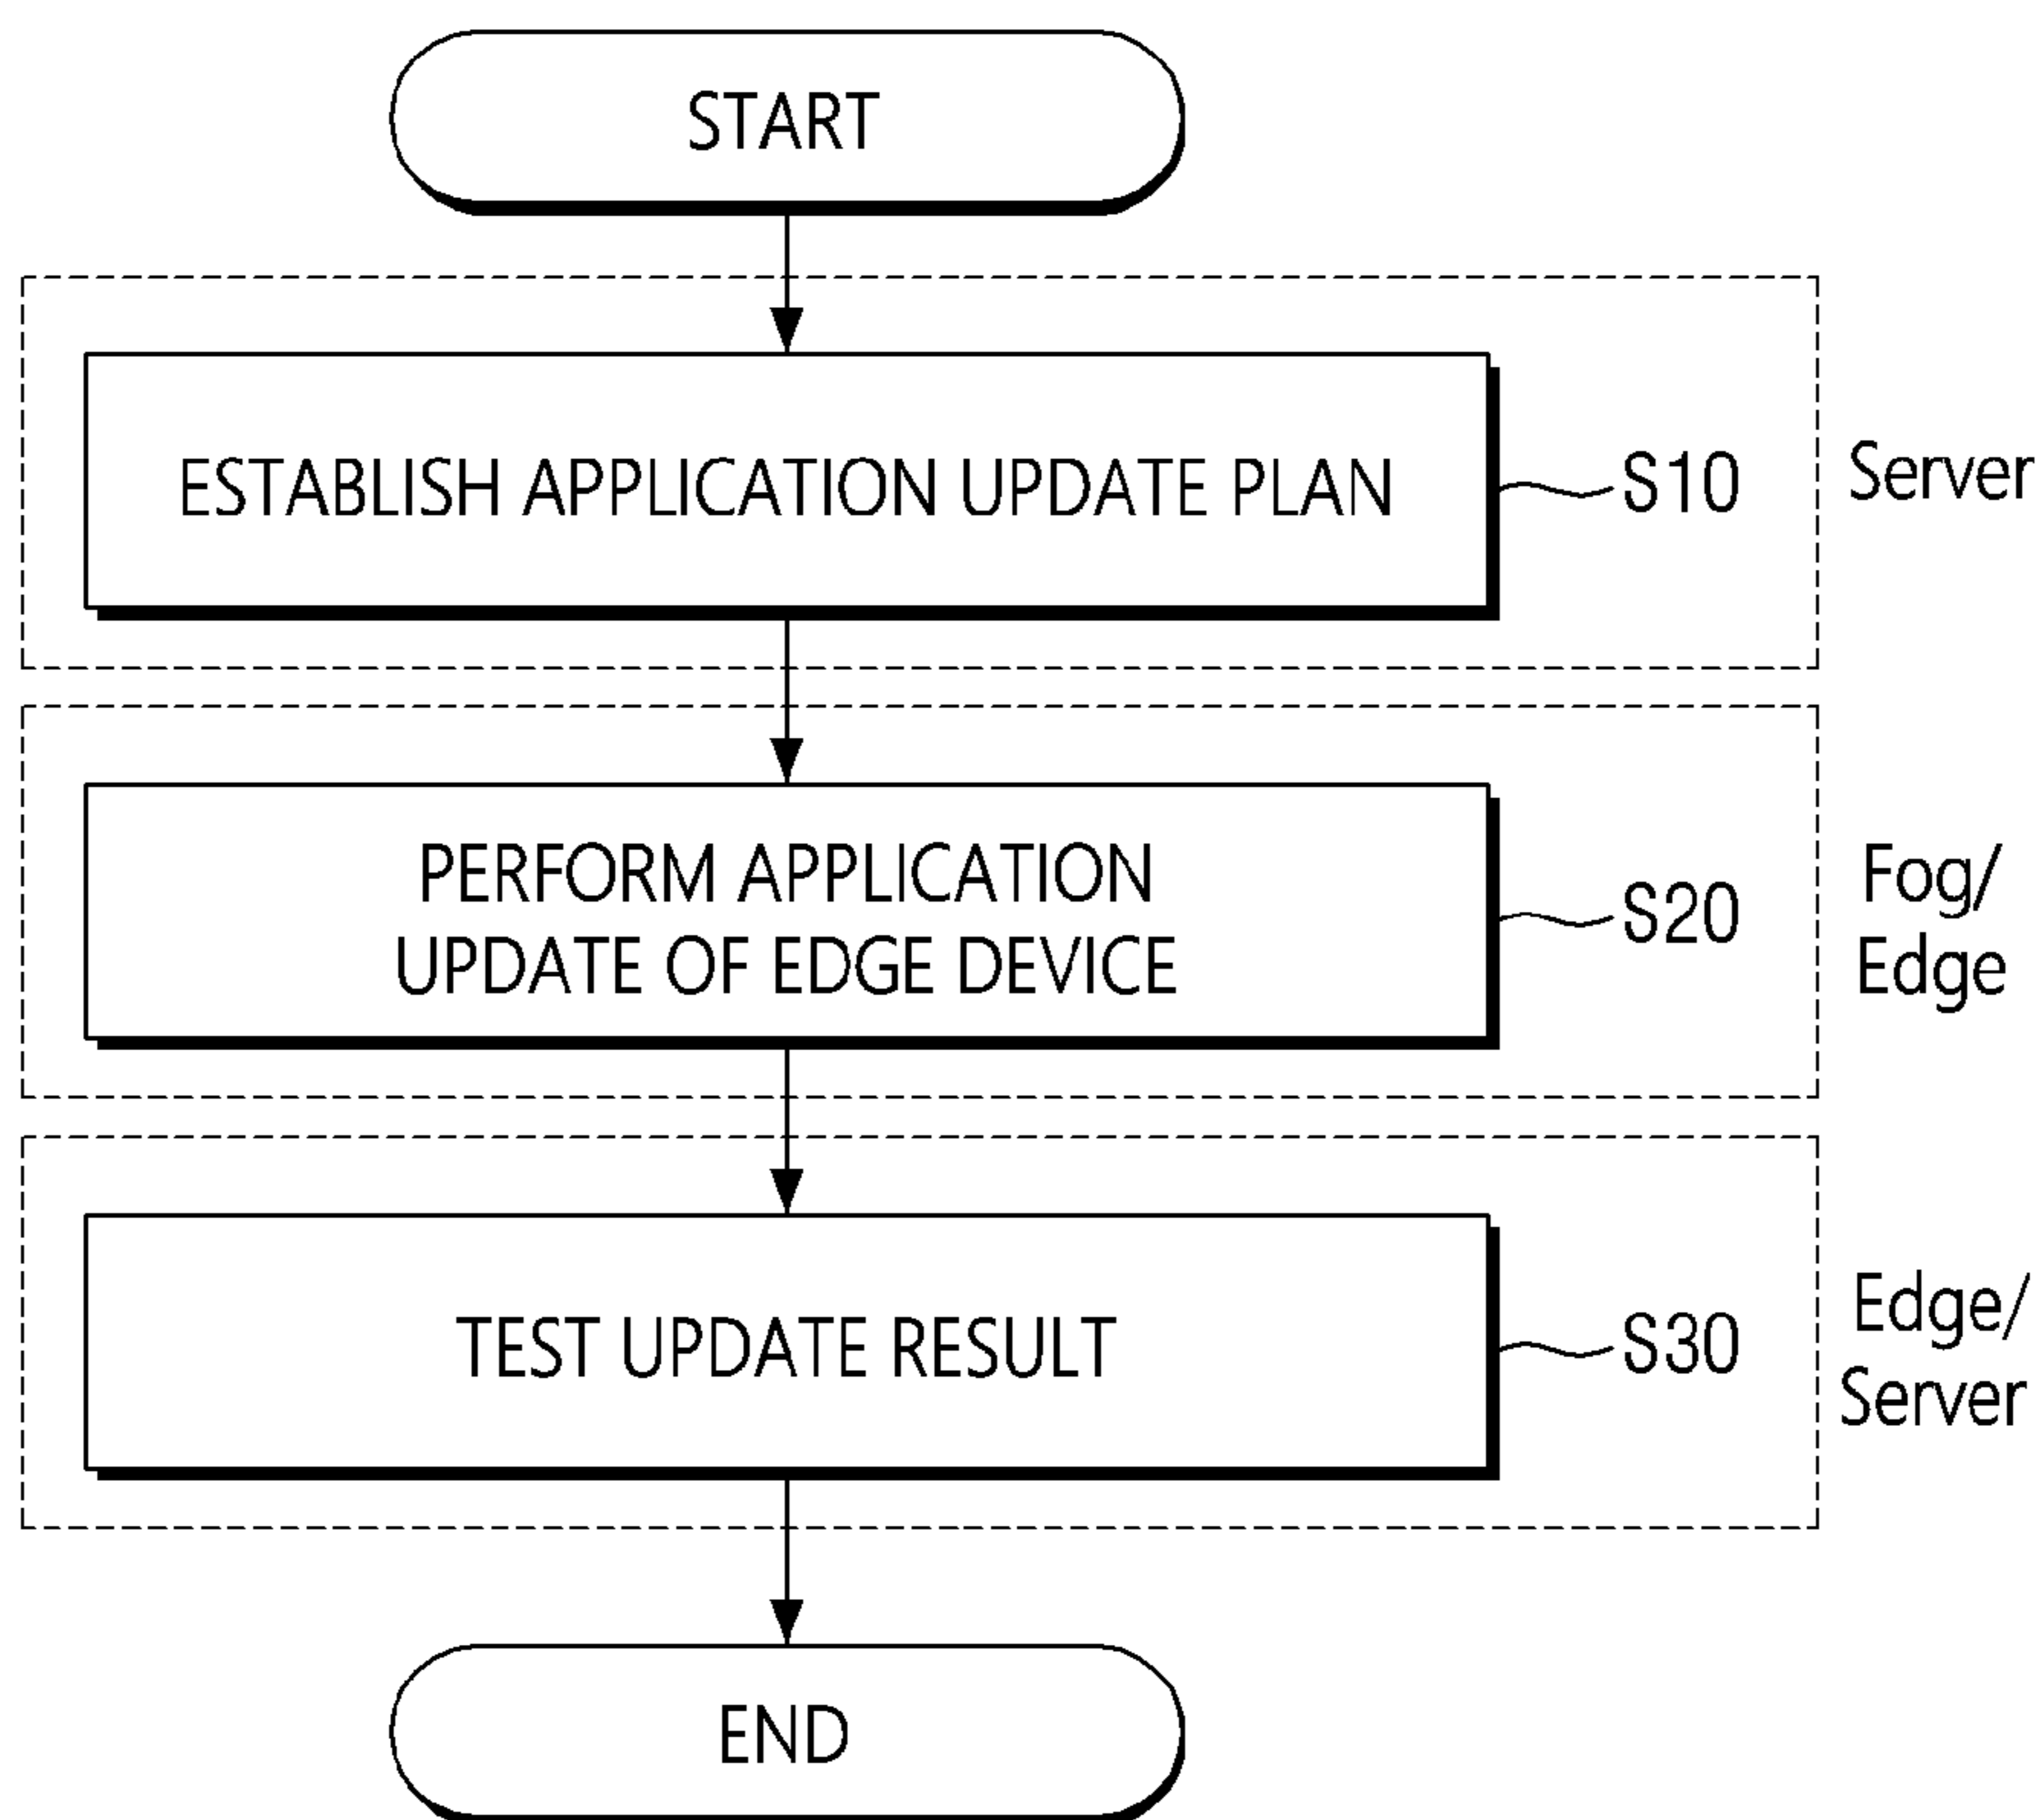 START
ESTABLISH APPLICATION UPDATE PLAN
S10
Server
PERFORM APPLICATION
UPDATE OF EDGE DEVICE
S20
Fog/
Edge
TEST UPDATE RESULT
S30
Edge/
Server
END